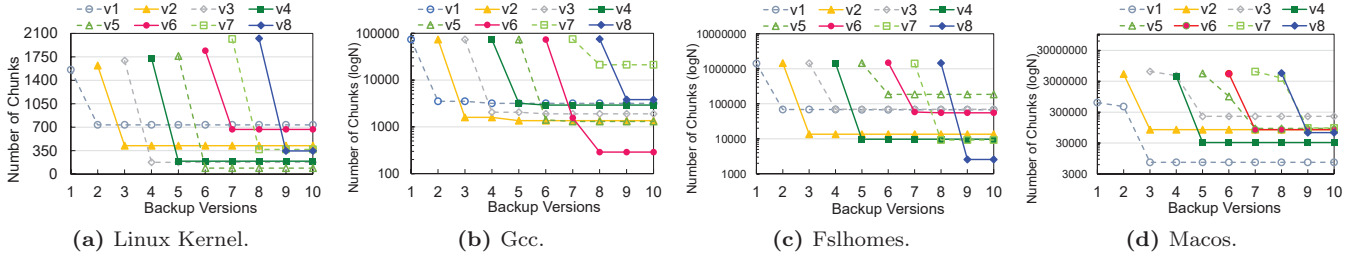 v1 v2 v3 v4
v5 v6 v7 v8
Number of Chunks
2100
1750
1400
1050
700
350
0
1 2 3 4 5 6 7 8 9 10
Backup Versions
(a) Linux Kernel.
v1 v2 v3 v4
v5 v6 v7 v8
Number of Chunks (logN)
100000
10000
1000
100
1 2 3 4 5 6 7 8 9 10
Backup Versions
(b) Gcc.
v1 v2 v3 v4
v5 v6 v7 v8
Number of Chunks (logN)
10000000
1000000
100000
10000
1000
1 2 3 4 5 6 7 8 9 10
Backup Versions
(c) Fslhomes.
v1 v2 v3 v4
v5 v6 v7 v8
Number of Chunks (logN)
30000000
3000000
300000
30000
3000
1 2 3 4 5 6 7 8 9 10
Backup Versions
(d) Macos.